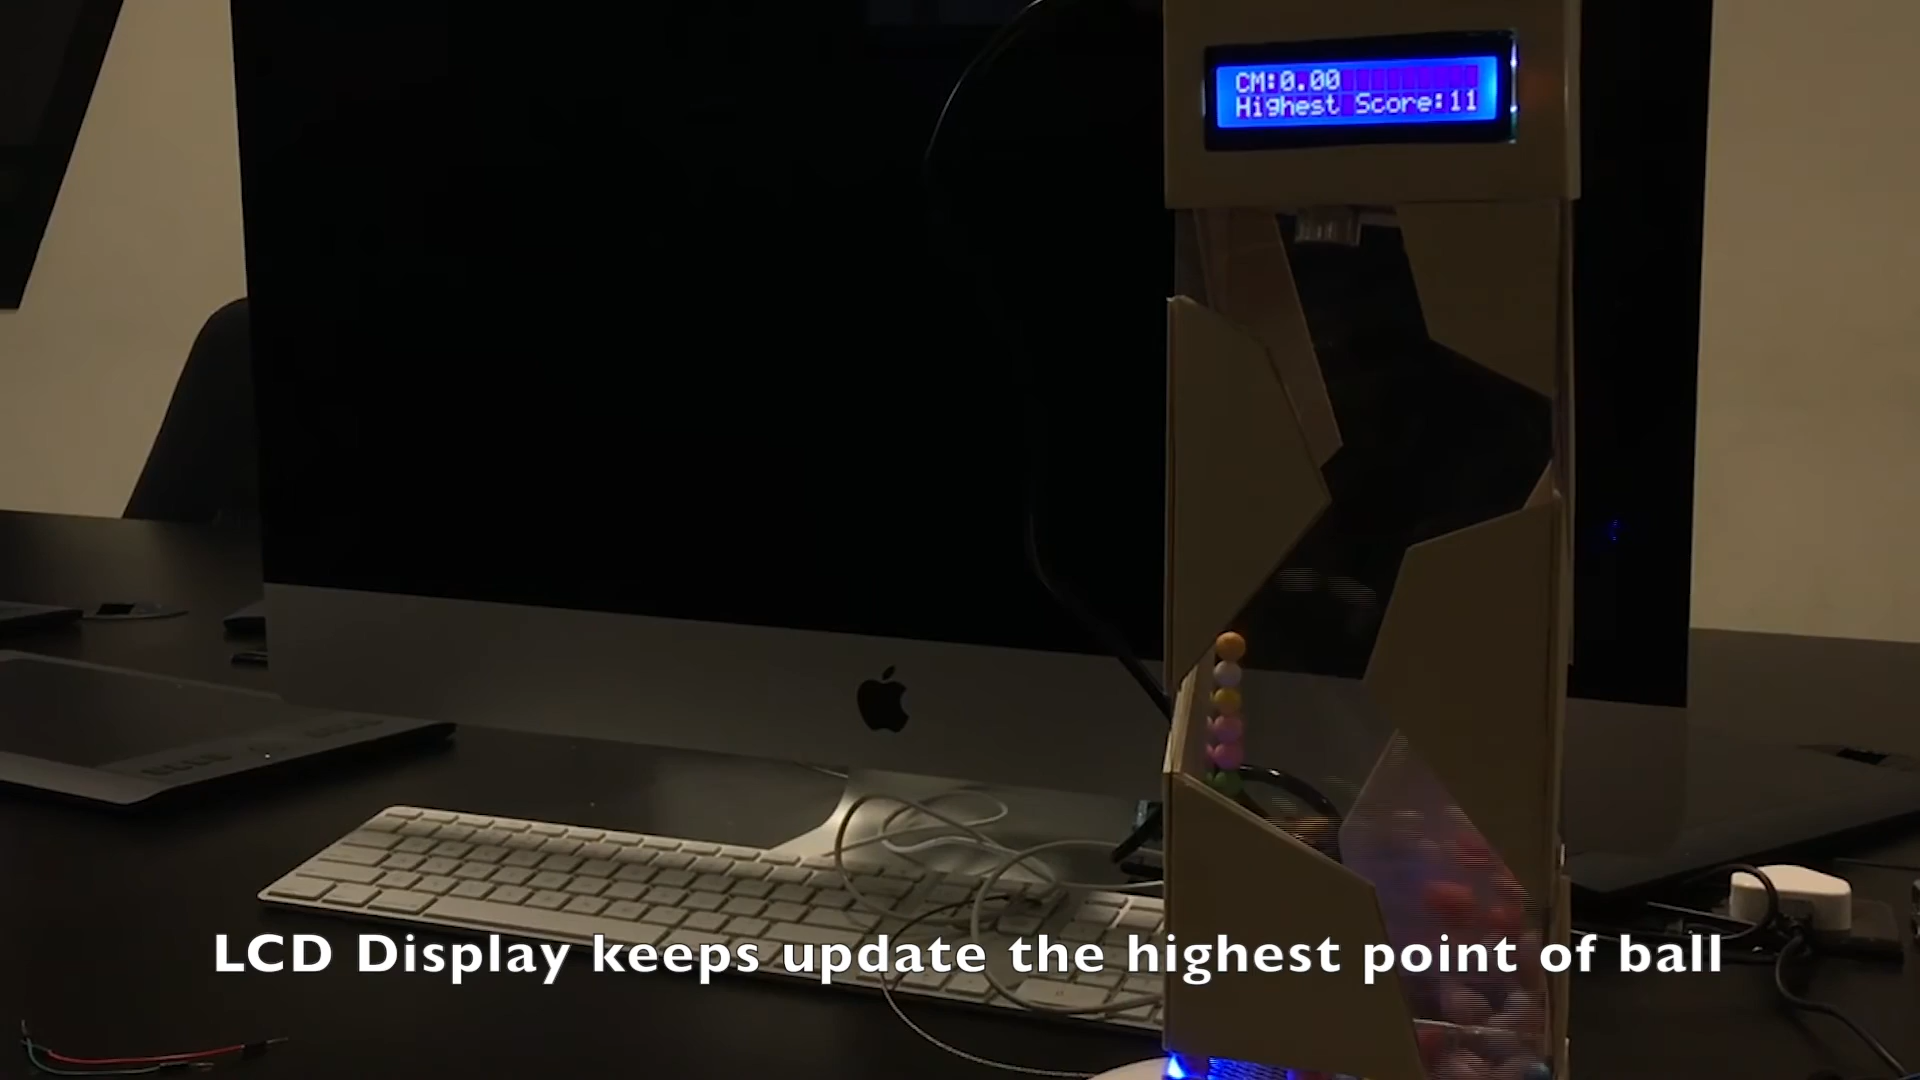 CM:0.00
Highest Score:11
LCD Display keeps update the highest point of ball